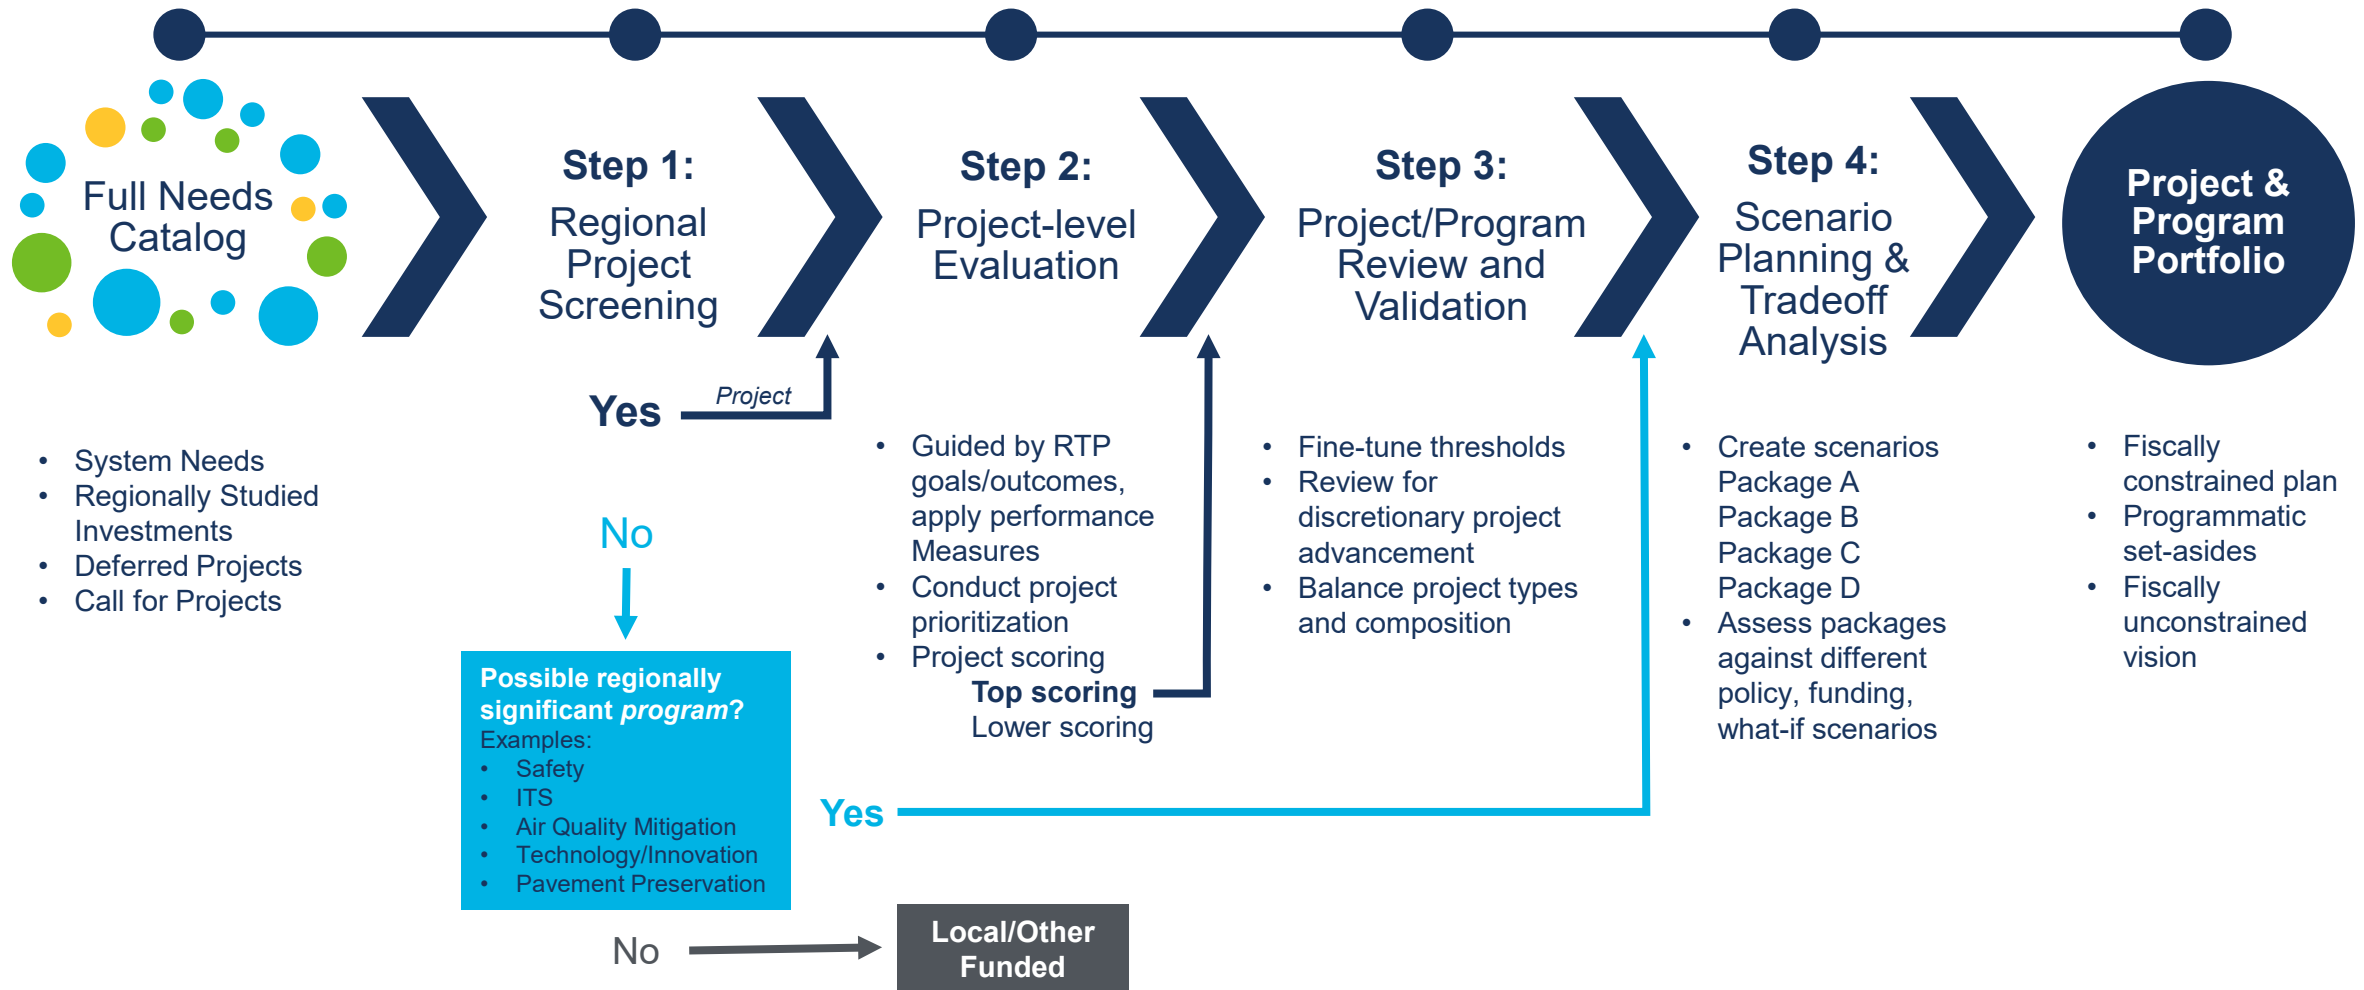 Full Needs
Catalog
Step 1:
Regional
Project
Screening
Step 2:
Project-level
Evaluation
Step 3:
Project/Program
Review and
Validation
Step 4:
Scenario
Planning &
Tradeoff
Analysis
Project &
Program
Portfolio
• System Needs
• Regionally Studied
Investments
• Deferred Projects
• Call for Projects
Yes
Project
No
Possible regionally
significant program?
Examples:
• Safety
• ITS
• Air Quality Mitigation
• Technology/Innovation
• Pavement Preservation
Yes
No
Local/Other
Funded
• Guided by RTP
goals/outcomes,
apply performance
Measures
• Conduct project
prioritization
• Project scoring
Top scoring
Lower scoring
• Fine-tune thresholds
• Review for
discretionary project
advancement
• Balance project types
and composition
• Create scenarios
Package A
Package B
Package C
Package D
• Assess packages
against different
policy, funding,
what-if scenarios
• Fiscally
constrained plan
• Programmatic
set-asides
• Fiscally
unconstrained
vision